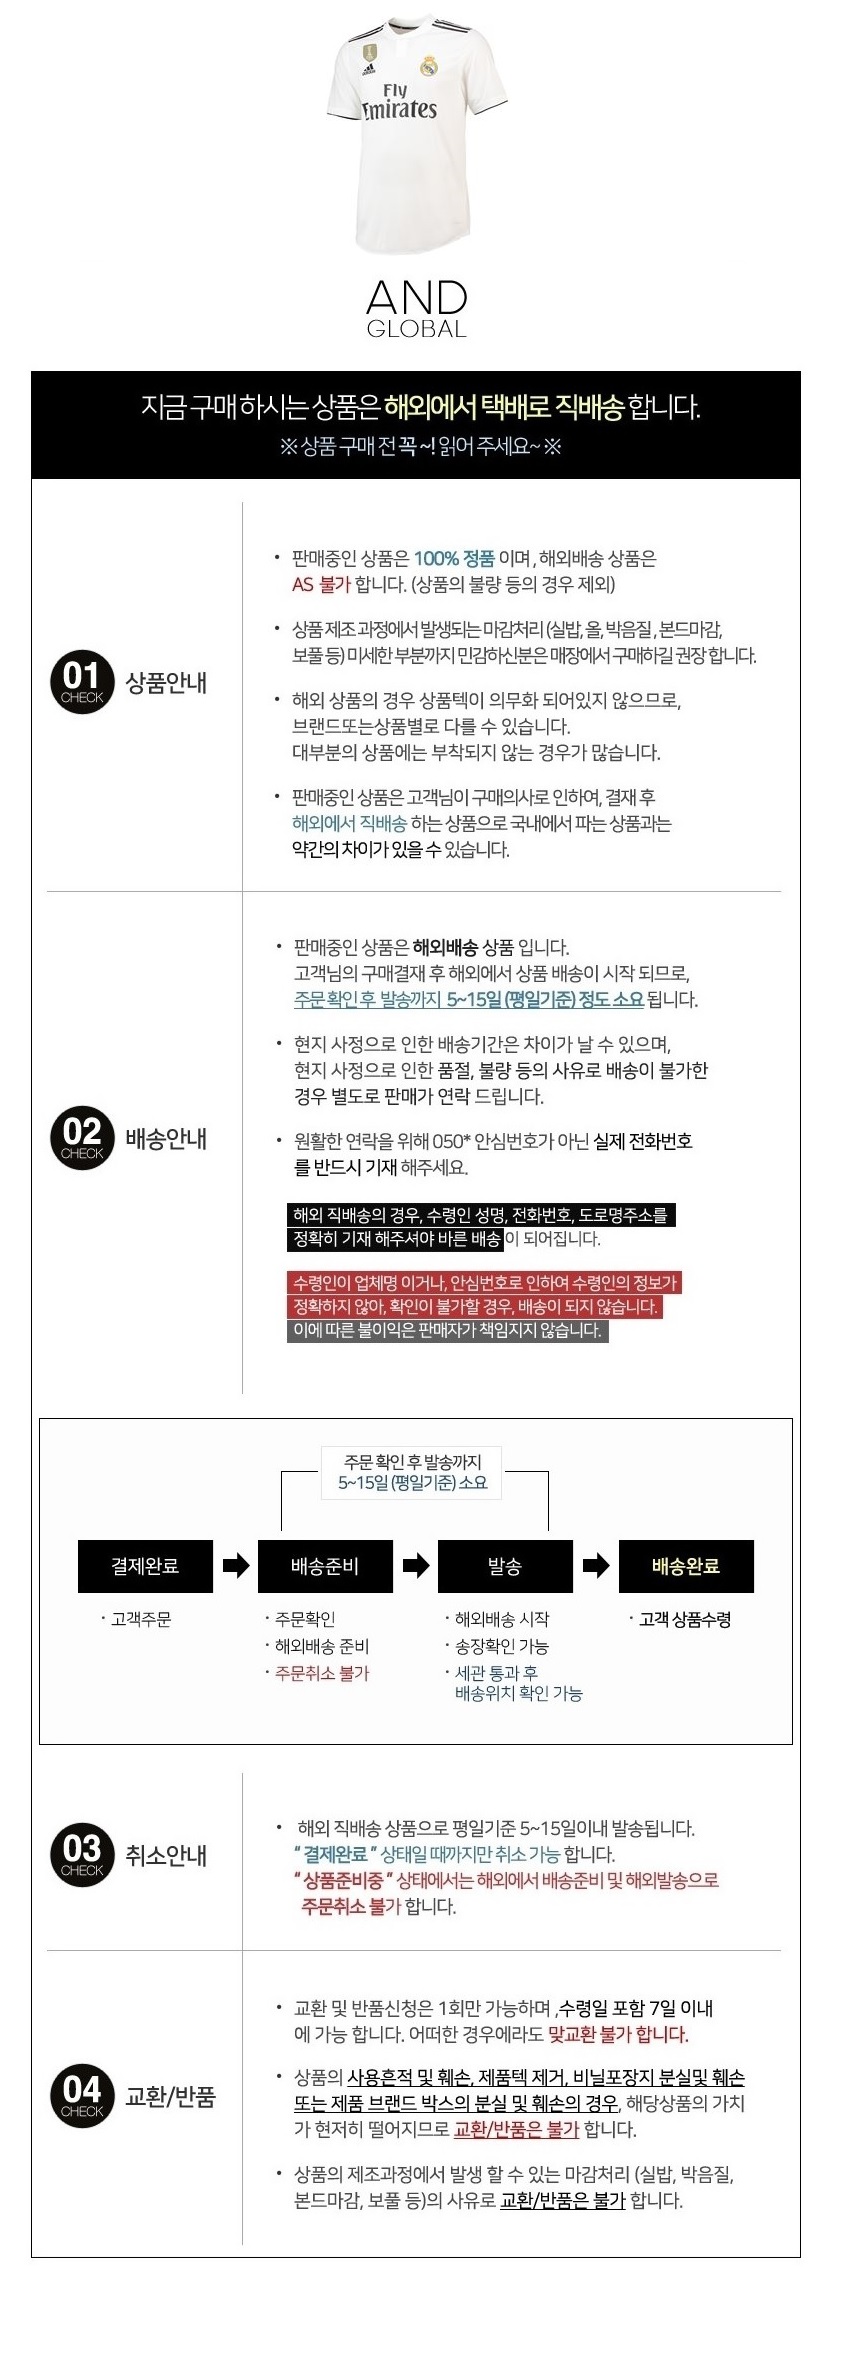 adidas
Fly
Emirates
AND
GLOBAL
지금 구매 하시는 상품은 해외에서 택배로 직배송 합니다.
※ 상품 구매 전 꼭 ~! 읽어 주세요~ ※
01
CHECK
상품안내
• 판매중인 상품은 100% 정품 이며 , 해외배송 상품은
AS 불가 합니다. (상품의 불량 등의 경우 제외)
• 상품 제조 과정에서 발생되는 마감처리 (실밥, 올, 박음질 , 본드마감,
보풀 등) 미세한 부분까지 민감하신분은 매장에서 구매하길 권장 합니다.
• 해외 상품의 경우 상품텍이 의무화 되어있지 않으므로,
브랜드또는상품별로 다를 수 있습니다.
대부분의 상품에는 부착되지 않는 경우가 많습니다.
• 판매중인 상품은 고객님이 구매의사로 인하여, 결재 후
해외에서 직배송 하는 상품으로 국내에서 파는 상품과는
약간의 차이가 있을 수 있습니다.
02
CHECK
배송안내
• 판매중인 상품은 해외배송 상품 입니다.
고객님의 구매결재 후 해외에서 상품 배송이 시작 되므로,
주문 확인 후 발송까지 5~15일 (평일기준) 정도 소요 됩니다.
• 현지 사정으로 인한 배송기간은 차이가 날 수 있으며,
현지 사정으로 인한 품절, 불량 등의 사유로 배송이 불가한
경우 별도로 판매가 연락 드립니다.
• 원활한 연락을 위해 050* 안심번호가 아닌 실제 전화번호
를 반드시 기재 해주세요.
해외 직배송의 경우, 수령인 성명, 전화번호, 도로명주소를
정확히 기재 해주셔야 바른 배송 이 되어집니다.
수령인이 업체명 이거나, 안심번호로 인하여 수령인의 정보가
정확하지 않아, 확인이 불가할 경우, 배송이 되지 않습니다.
이에 따른 불이익은 판매자가 책임지지 않습니다.
주문 확인 후 발송까지
5~15일 (평일기준) 소요
결제완료 배송준비 발송 배송완료
· 고객주문
· 주문확인
· 해외배송 준비
· 주문취소 불가
· 해외배송 시작
· 송장확인 가능
· 세관 통과 후
배송위치 확인 가능
· 고객 상품수령
03
CHECK
취소안내
• 해외 직배송 상품으로 평일기준 5~15일이내 발송됩니다.
“ 결제완료 ” 상태일 때까지만 취소 가능 합니다.
“ 상품준비중 ” 상태에서는 해외에서 배송준비 및 해외발송으로
주문취소 불가 합니다.
04
CHECK
교환/반품
• 교환 및 반품신청은 1회만 가능하며 ,수령일 포함 7일 이내
에 가능 합니다. 어떠한 경우에라도 맞교환 불가 합니다.
• 상품의 사용흔적 및 훼손, 제품텍 제거, 비닐포장지 분실및 훼손
또는 제품 브랜드 박스의 분실 및 훼손의 경우, 해당상품의 가치
가 현저히 떨어지므로 교환/반품은 불가 합니다.
• 상품의 제조과정에서 발생 할 수 있는 마감처리 (실밥, 박음질,
본드마감, 보풀 등)의 사유로 교환/반품은 불가 합니다.